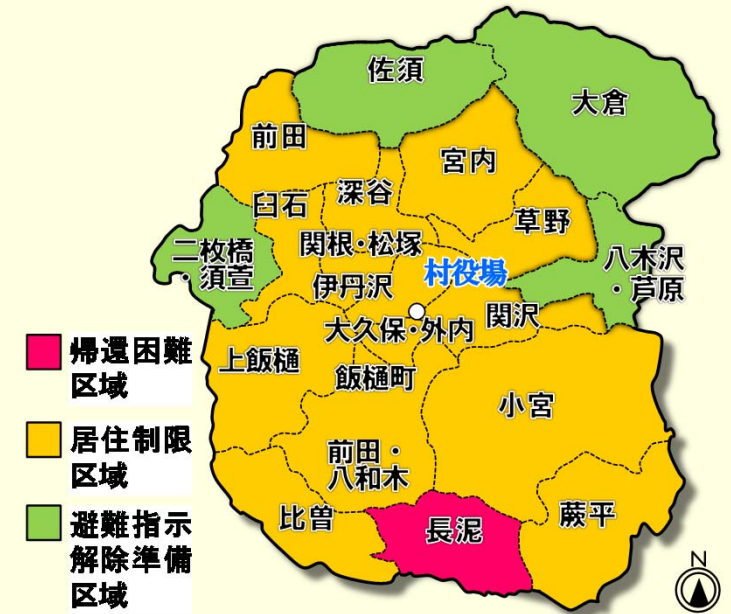 佐須
大倉
前田
宮内
深谷
臼石
草野
二枚橋
・須萱
関根・松塚
村役場
八木沢
・芦原
伊丹沢
関沢
大久保・外内
上飯樋
飯樋町
小宮
前田・
八和木
比曽
長泥
蕨平
帰還困難
区域
居住制限
区域
避難指示
解除準備
区域
N